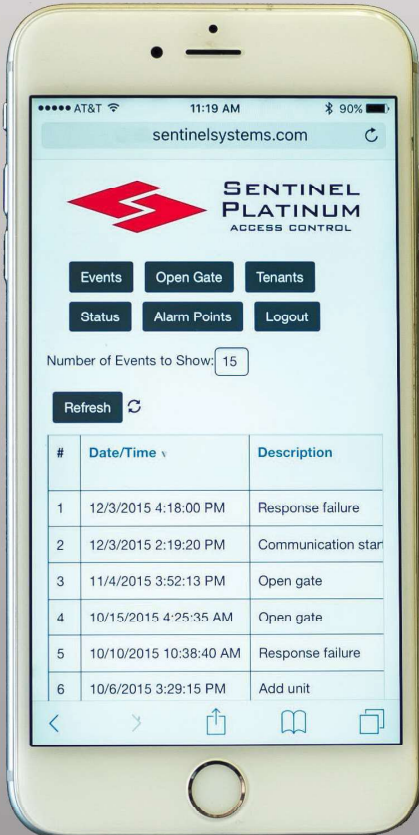 AT&T 11:19 AM 90%
sentinelsystems.com
SENTINEL
PLATINUM
ACCESS CONTROL
Events Open Gate Tenants
Status Alarm Points Logout
Number of Events to Show: 15
Refresh
# Date/Time Description
1 12/3/2015 4:18:00 PM Response failure
2 12/3/2015 2:19:20 PM Communication star
3 11/4/2015 3:52:13 PM Open gate
4 10/15/2015 4:25:35 AM Open gate
5 10/10/2015 10:38:40 AM Response failure
6 10/6/2015 3:29:15 PM Add unit